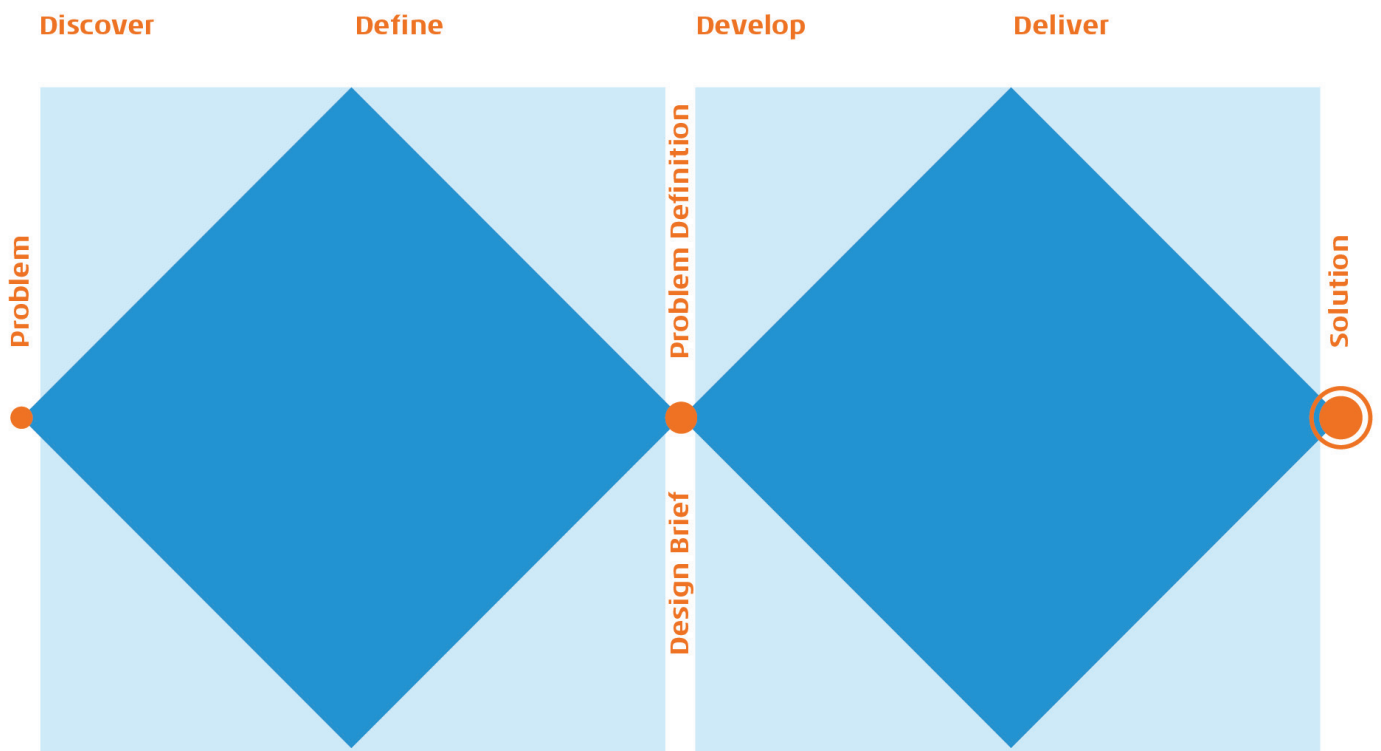 Discover
Define
Develop
Deliver
Problem
Problem Definition
Design Brief
Solution